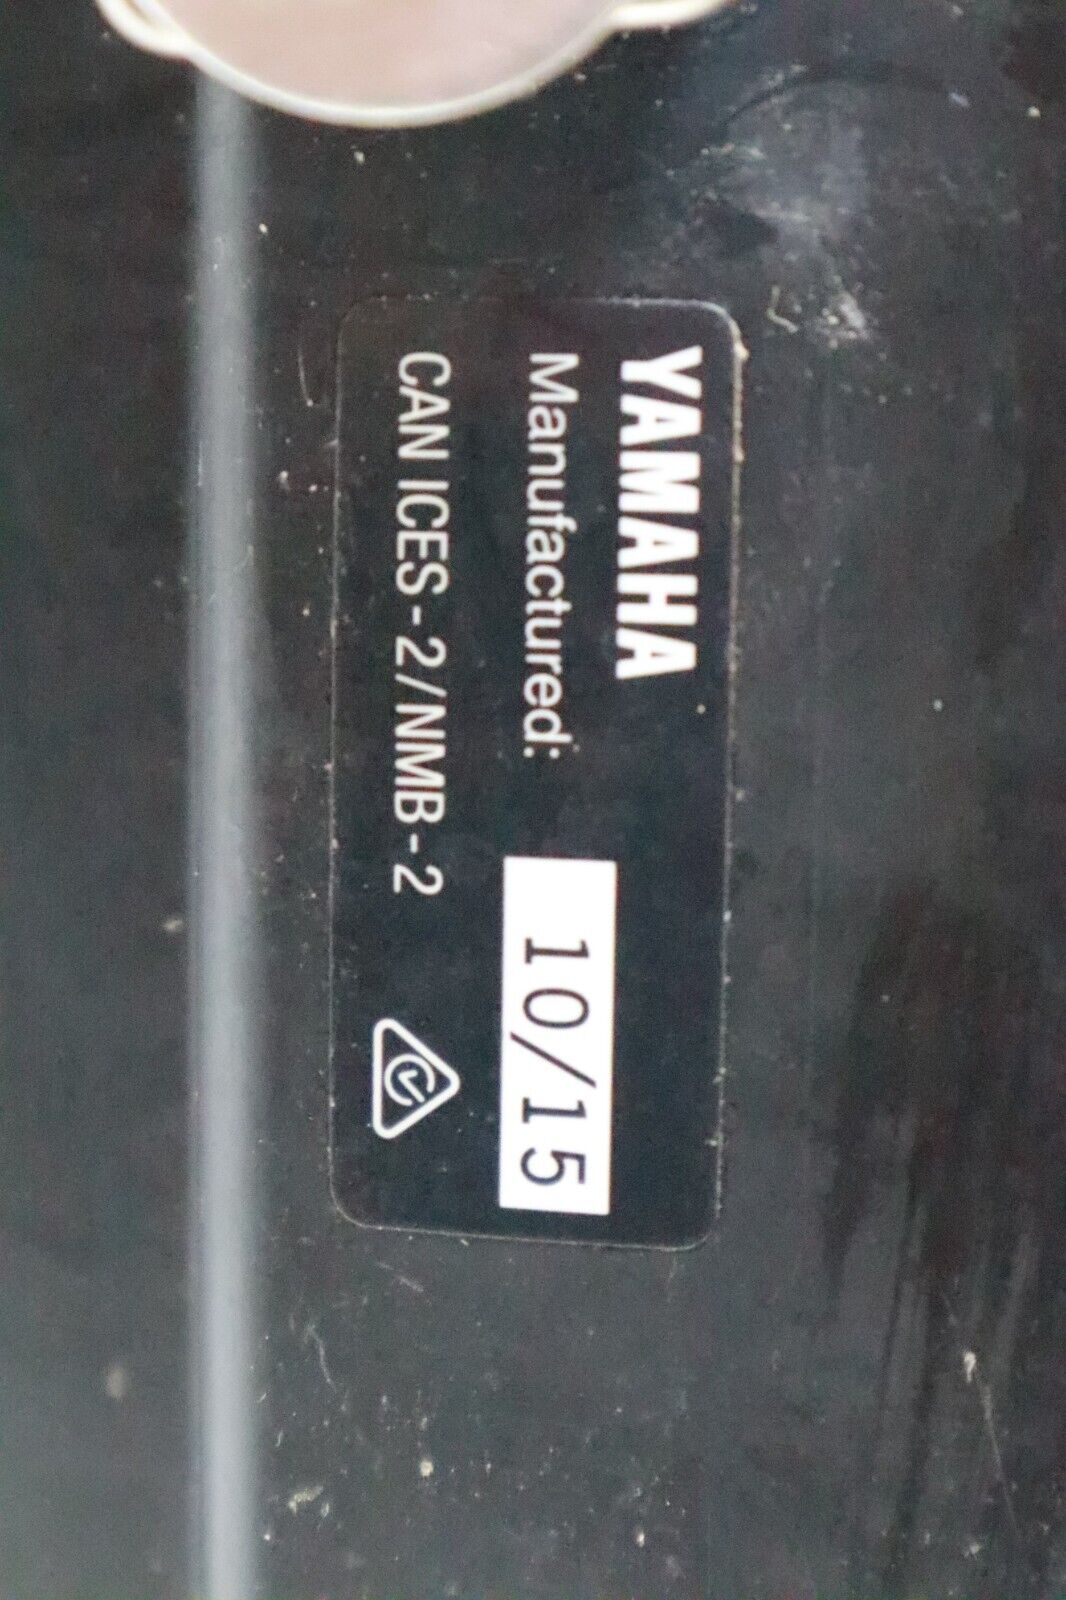 YAMAHA
Manufactured: 10/15
CAN ICES-2/NMB-2